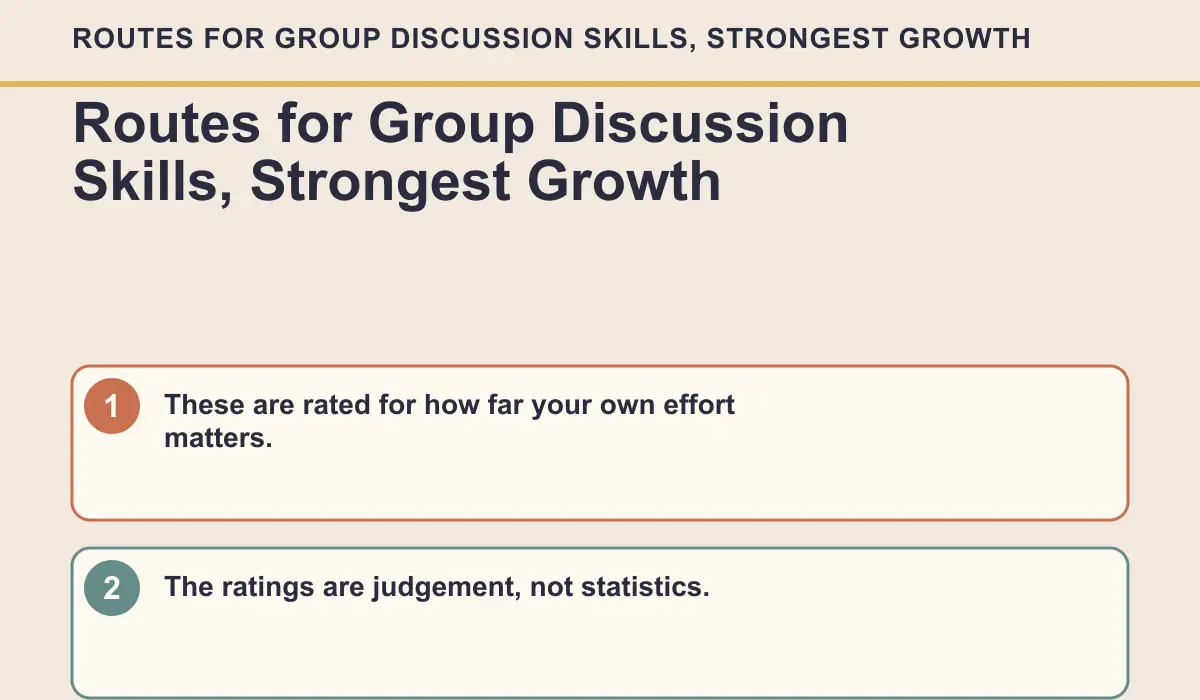 ROUTES FOR GROUP DISCUSSION SKILLS, STRONGEST GROWTH
Routes for Group Discussion
Skills, Strongest Growth
1
These are rated for how far your own effort
matters.
2
The ratings are judgement, not statistics.